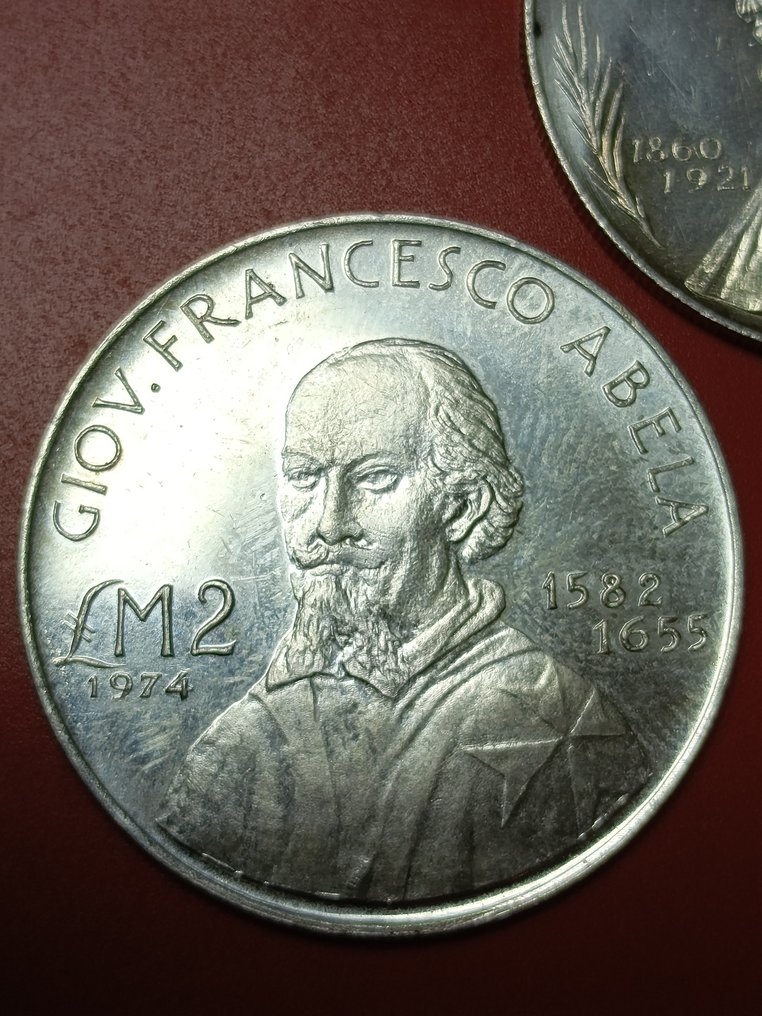 GIOV. FRANCESCO ABELA
£M2
1974
1582
1655
1860
1921